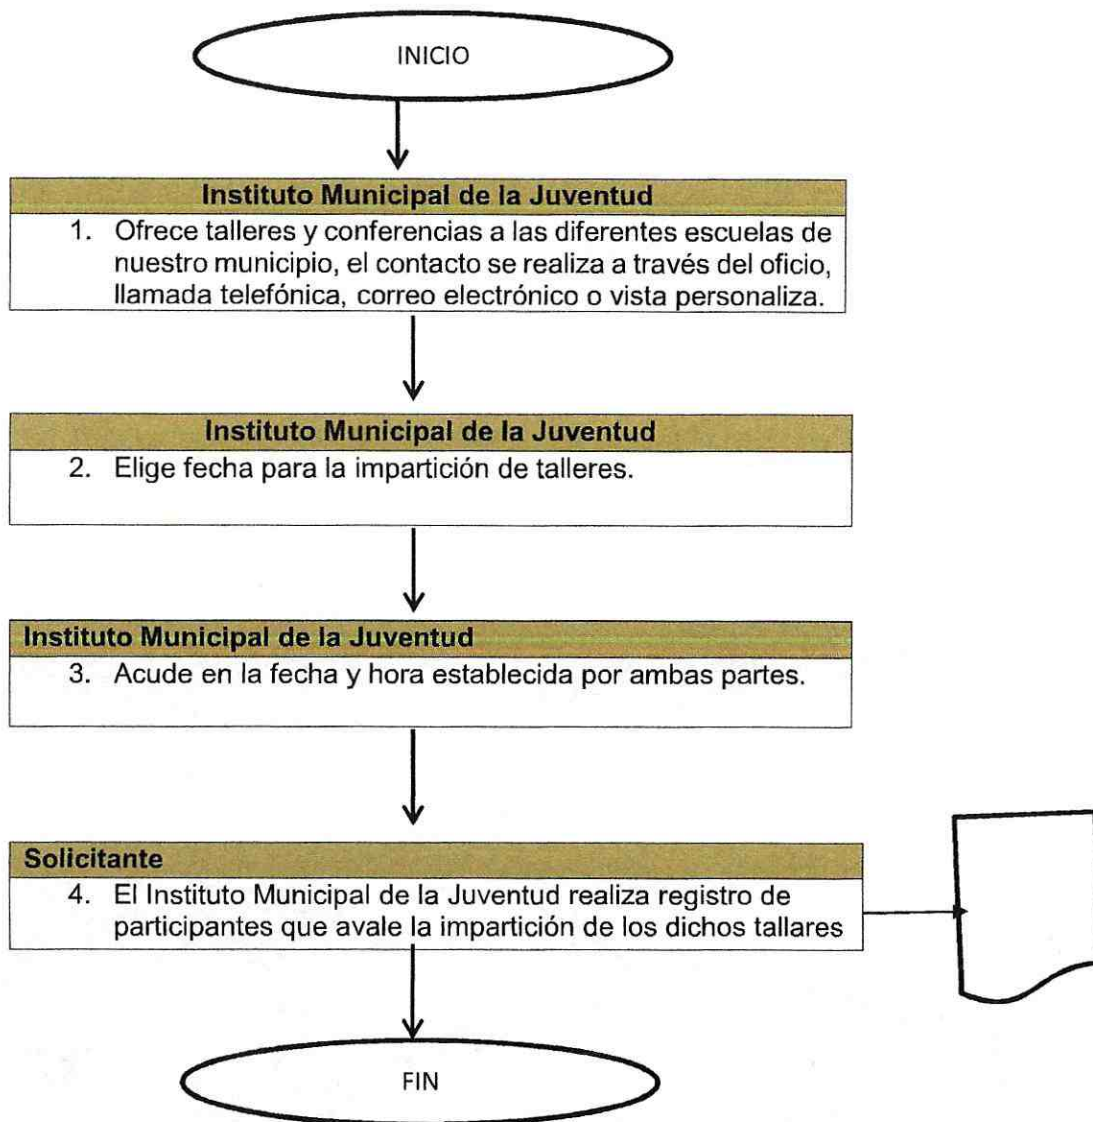 INICIO
Instituto Municipal de la Juventud
1. Ofrece talleres y conferencias a las diferentes escuelas de
nuestro municipio, el contacto se realiza a través del oficio,
llamada telefónica, correo electrónico o vista personaliza.
Instituto Municipal de la Juventud
2. Elige fecha para la impartición de talleres.
Instituto Municipal de la Juventud
3. Acude en la fecha y hora establecida por ambas partes.
Solicitante
4. El Instituto Municipal de la Juventud realiza registro de
participantes que avale la impartición de los dichos tallares
FIN